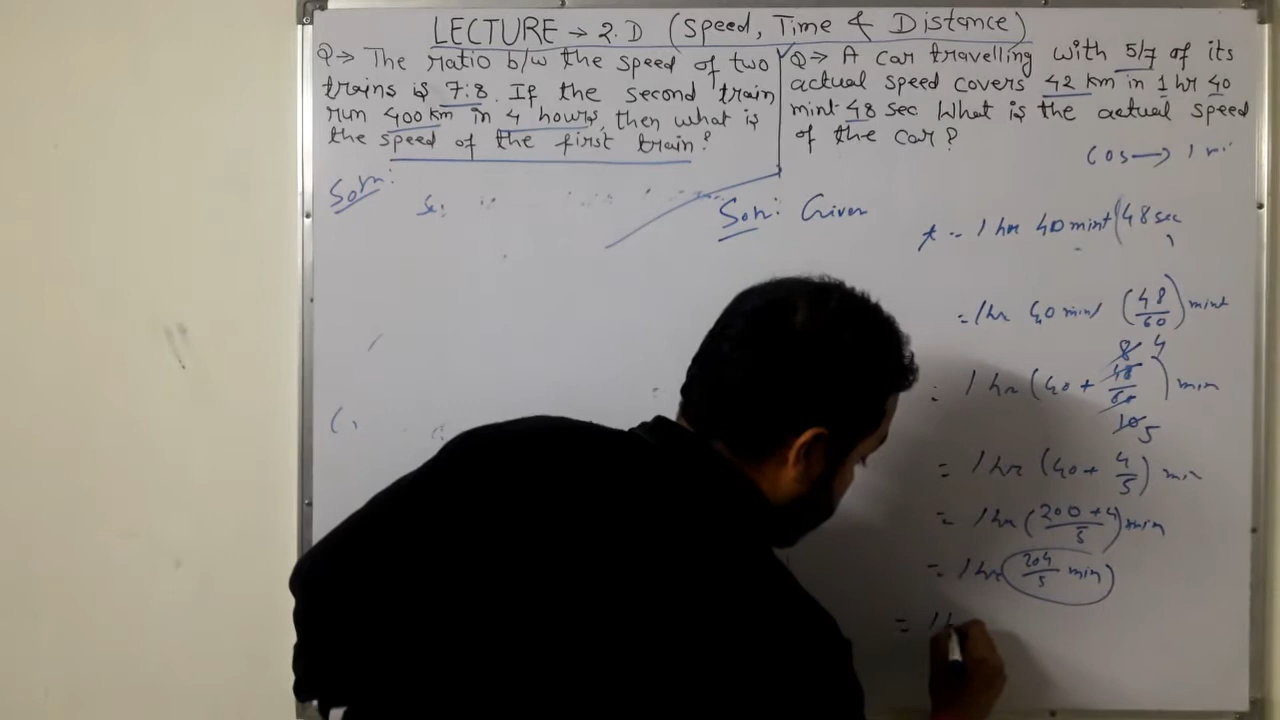 LECTURE → 2.D (Speed, Time & Distance)
Q→ The ratio b/w the speed of two
trains is 7:8. If the second train
run 400 km in 4 hours, then what is
the speed of the first train?
Soln:
Q→ A car travelling with 5/7 of its
actual speed covers 42 km in 1 hr 40
mint 48 sec What is the actual speed
of the car?
60s → 1 mi
Soln: Given
t = 1 hr 40 mint 48 sec
= 1 hr 40 mint (48/60) mint
= 1 hr (40 + 48/60) min
8 4
10 5
= 1 hr (40 + 4/5) min
= 1 hr (200 + 4/5) min
= 1 hr 204/5 min
= 1 h